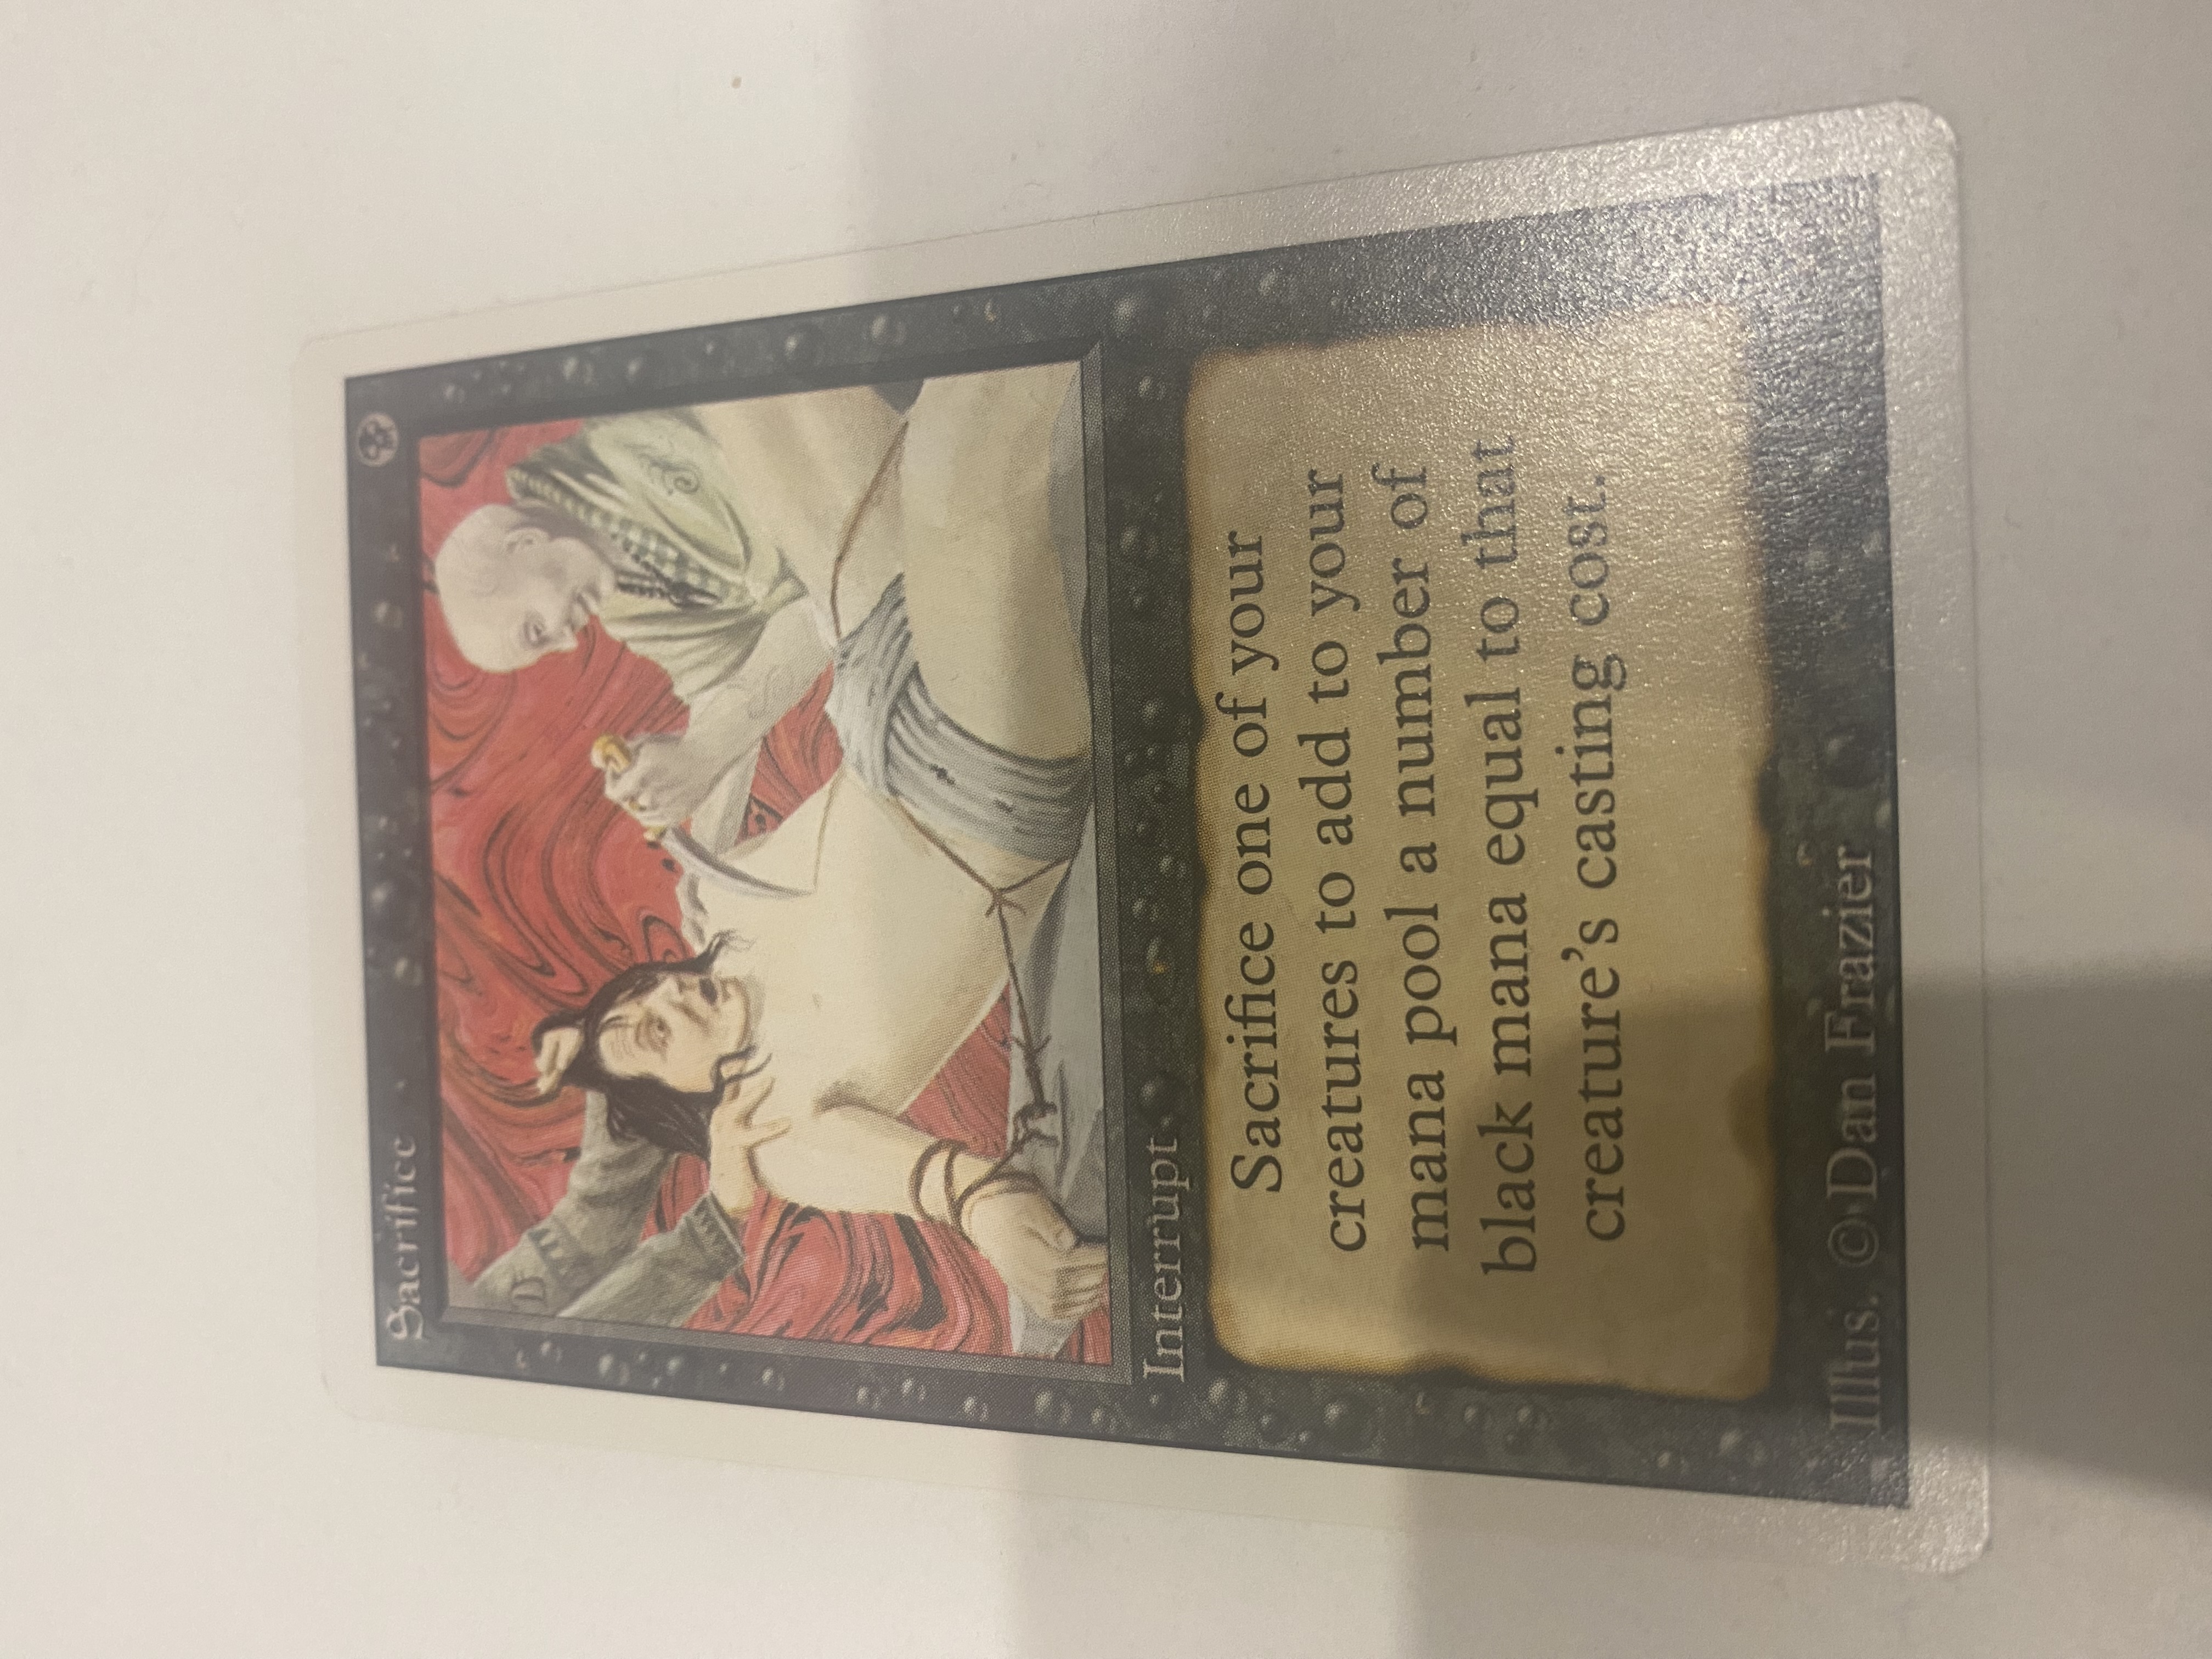 Sacrifice
Interrupt
Sacrifice one of your
creatures to add to your
mana pool a number of
black mana equal to that
creature's casting cost.
Illus. © Dan Frazier